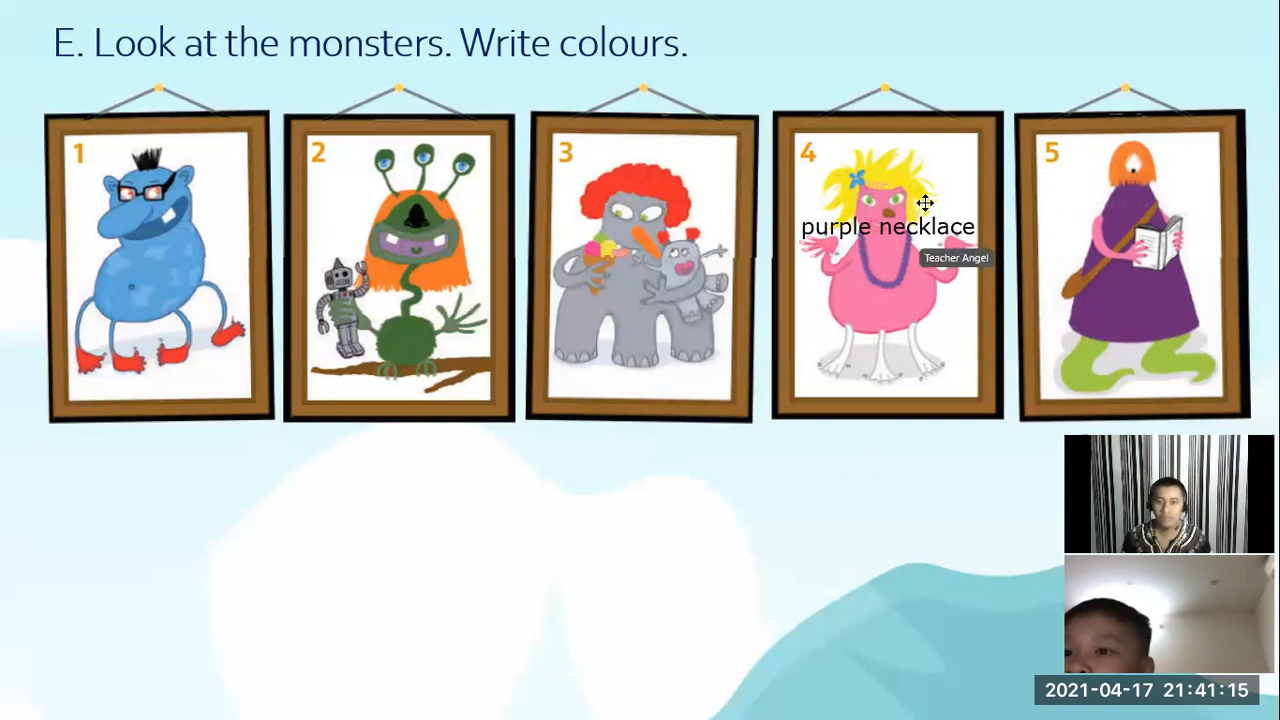 E. Look at the monsters. Write colours.
1
2
3
4
5
purple necklace
Teacher Angel
2021-04-17 21:41:15